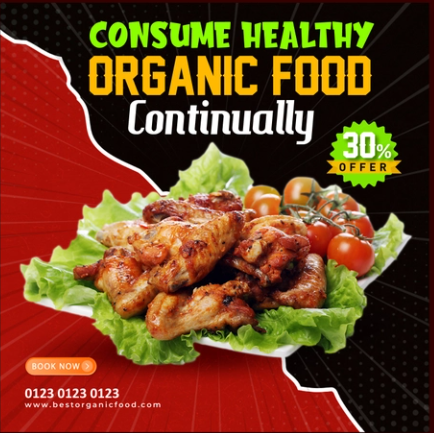 CONSUME HEALTHY
ORGANIC FOOD
Continually
30%
OFFER
BOOK NOW
0123 0123 0123
www.bestorganicfood.com